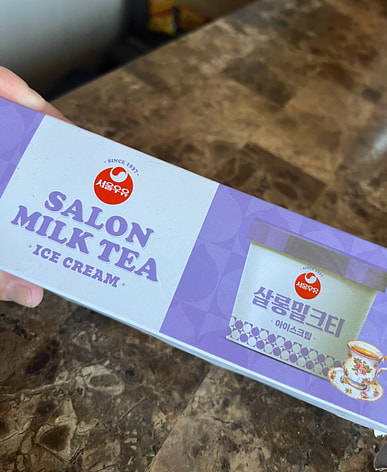 · SINCE 1937 ·
서울우유
SALON
MILK TEA
· ICE CREAM ·
서울우유
살롱밀크티
· 아이스크림 ·